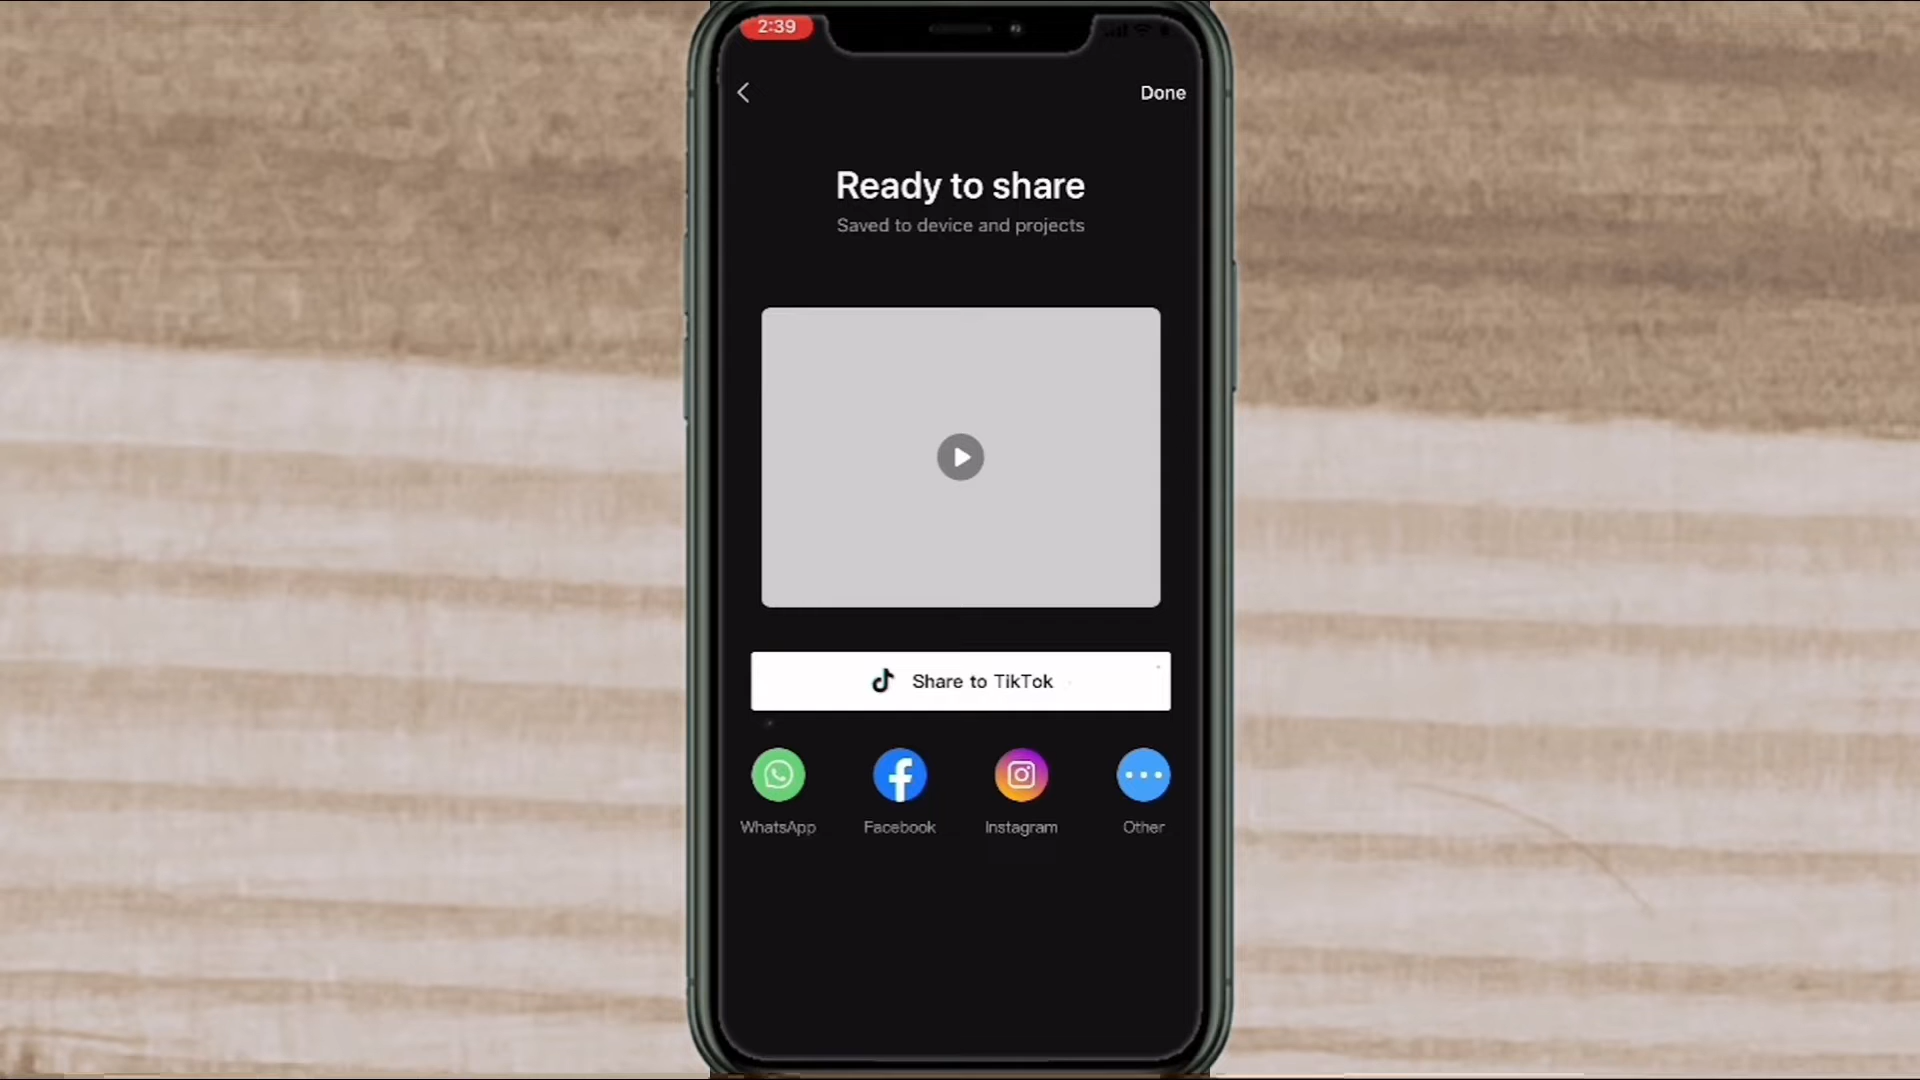 2:39
Done
Ready to share
Saved to device and projects
Share to TikTok
WhatsApp
Facebook
Instagram
Other